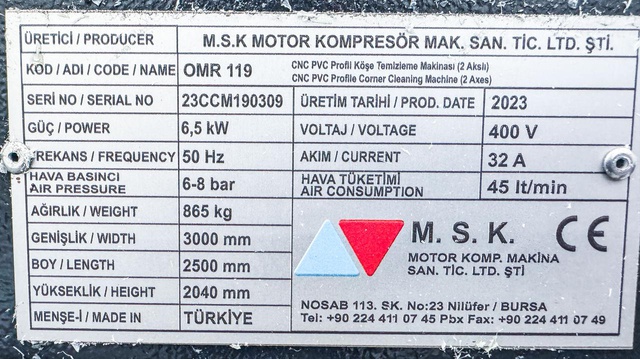 ÜRETİCİ / PRODUCER M.S.K MOTOR KOMPRESÖR MAK. SAN. TİC. LTD. ŞTİ.
KOD / ADI / CODE / NAME OMR 119 CNC PVC Profil Köşe Temizleme Makinası (2 Akslı)
CNC PVC Profile Corner Cleaning Machine (2 Axes)
SERİ NO / SERIAL NO 23CCM190309 ÜRETİM TARİHİ / PROD. DATE 2023
GÜÇ / POWER 6,5 kW VOLTAJ / VOLTAGE 400 V
FREKANS / FREQUENCY 50 Hz AKIM / CURRENT 32 A
HAVA BASINCI 6-8 bar HAVA TÜKETİMİ 45 lt/min
AIR PRESSURE AIR CONSUMPTION
AĞIRLIK / WEIGHT 865 kg
GENİŞLİK / WIDTH 3000 mm
BOY / LENGTH 2500 mm
YÜKSEKLİK / HEIGHT 2040 mm
MENŞE-İ / MADE IN TÜRKİYE
M. S. K. CE
MOTOR KOMP. MAKİNA
SAN. TİC. LTD. ŞTİ
NOSAB 113. SK. No:23 Nilüfer / BURSA
Tel: +90 224 411 07 45 Pbx Fax: +90 224 411 07 49